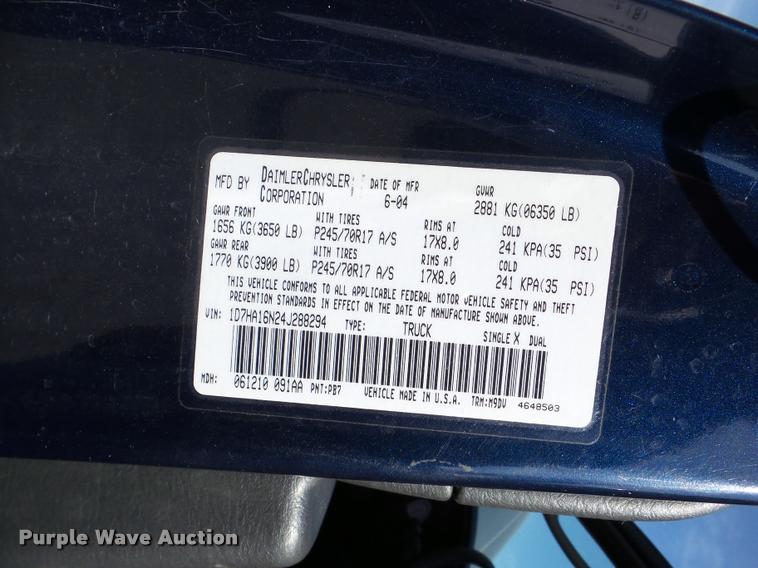 MFD BY DAIMLERCHRYSLER CORPORATION DATE OF MFR 6-04 GVWR 2881 KG(06350 LB)
GAWR FRONT WITH TIRES RIMS AT COLD
1656 KG(3650 LB) P245/70R17 A/S 17X8.0 241 KPA(35 PSI)
GAWR REAR WITH TIRES RIMS AT COLD
1770 KG(3900 LB) P245/70R17 A/S 17X8.0 241 KPA(35 PSI)
THIS VEHICLE CONFORMS TO ALL APPLICABLE FEDERAL MOTOR VEHICLE SAFETY AND THEFT
PREVENTION STANDARDS IN EFFECT ON THE DATE OF MANUFACTURE SHOWN ABOVE.
VIN: 1D7HA16N24J288294 TYPE: TRUCK SINGLE X DUAL
MDH: 061210 091AA PNT:PB7 VEHICLE MADE IN U.S.A. TRM:M9DV 4648503
Purple Wave Auction